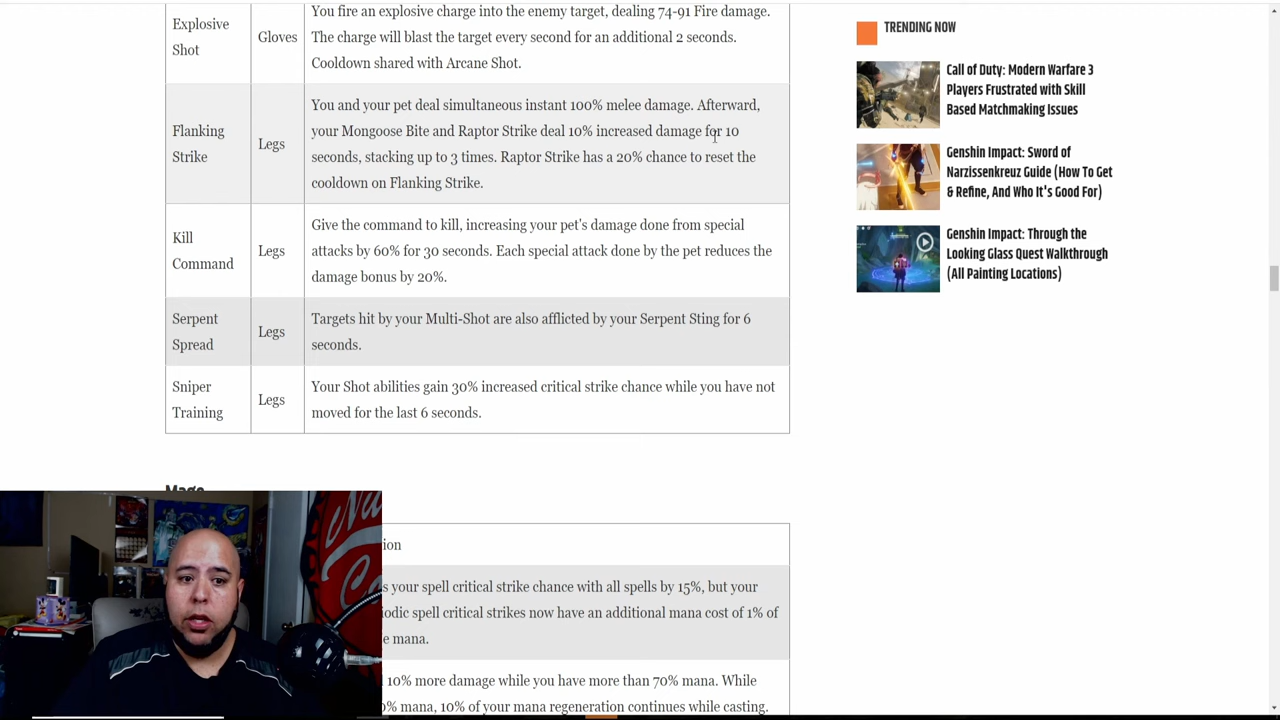 Explosive
Shot
Gloves
You fire an explosive charge into the enemy target, dealing 74-91 Fire damage.
The charge will blast the target every second for an additional 2 seconds.
Cooldown shared with Arcane Shot.
Flanking
Strike
Legs
You and your pet deal simultaneous instant 100% melee damage. Afterward,
your Mongoose Bite and Raptor Strike deal 10% increased damage for 10
seconds, stacking up to 3 times. Raptor Strike has a 20% chance to reset the
cooldown on Flanking Strike.
Kill
Command
Legs
Give the command to kill, increasing your pet's damage done from special
attacks by 60% for 30 seconds. Each special attack done by the pet reduces the
damage bonus by 20%.
Serpent
Spread
Legs
Targets hit by your Multi-Shot are also afflicted by your Serpent Sting for 6
seconds.
Sniper
Training
Legs
Your Shot abilities gain 30% increased critical strike chance while you have not
moved for the last 6 seconds.
Mage
ion
s your spell critical strike chance with all spells by 15%, but your
iodic spell critical strikes now have an additional mana cost of 1% of
e mana.
10% more damage while you have more than 70% mana. While
0% mana, 10% of your mana regeneration continues while casting.
TRENDING NOW
Call of Duty: Modern Warfare 3
Players Frustrated with Skill
Based Matchmaking Issues
Genshin Impact: Sword of
Narzissenkreuz Guide (How To Get
& Refine, And Who It's Good For)
Genshin Impact: Through the
Looking Glass Quest Walkthrough
(All Painting Locations)